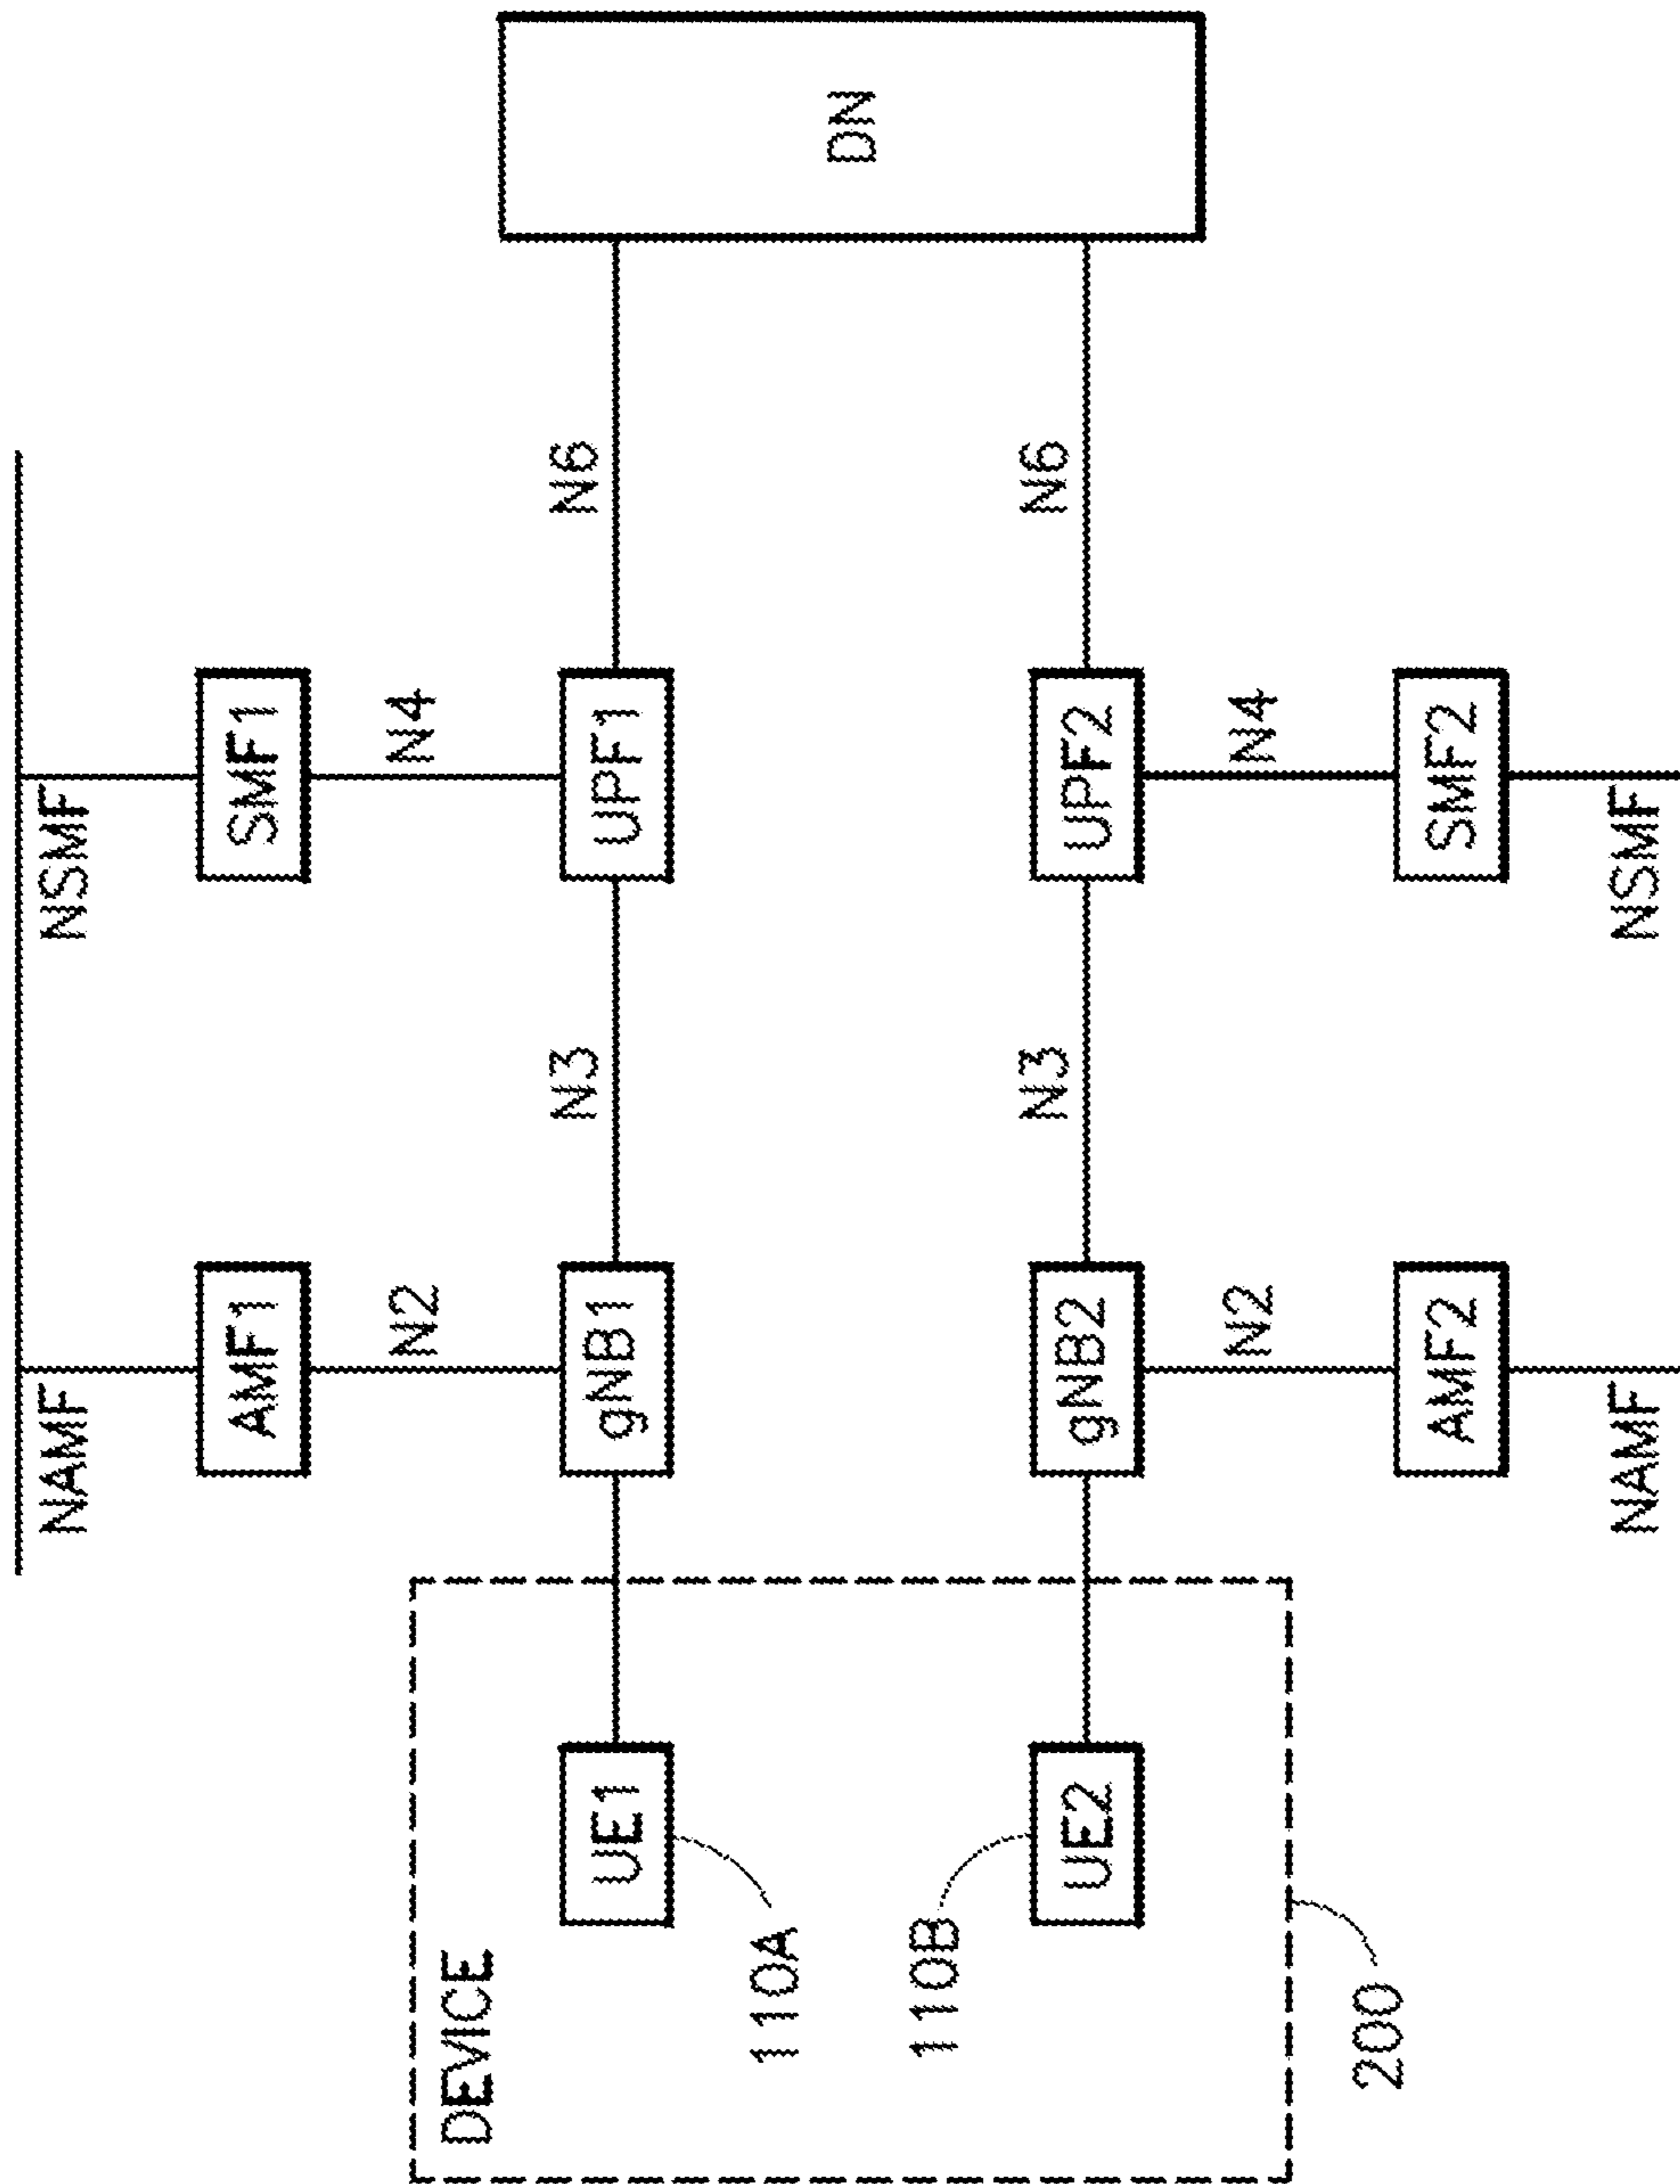 NAMF
NSMF
AMF1
SMF1
N2
N4
DEVICE
UE1
gNB1
N3
UPF1
N6
DN
110A
110B
UE2
gNB2
N3
UPF2
N6
N2
N4
200
AMF2
SMF2
NAMF
NSMF